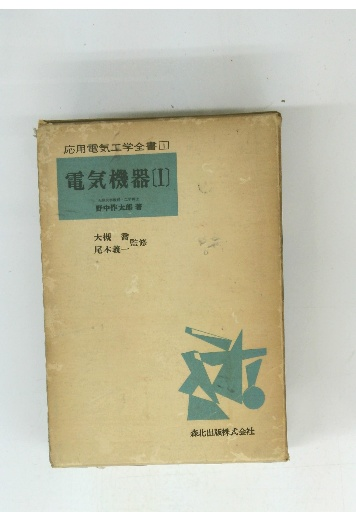 応用電気工学全書 1
電気機器〔I〕
野中作太郎 著
大槻 喬
尾本義一 監修
森北出版株式会社